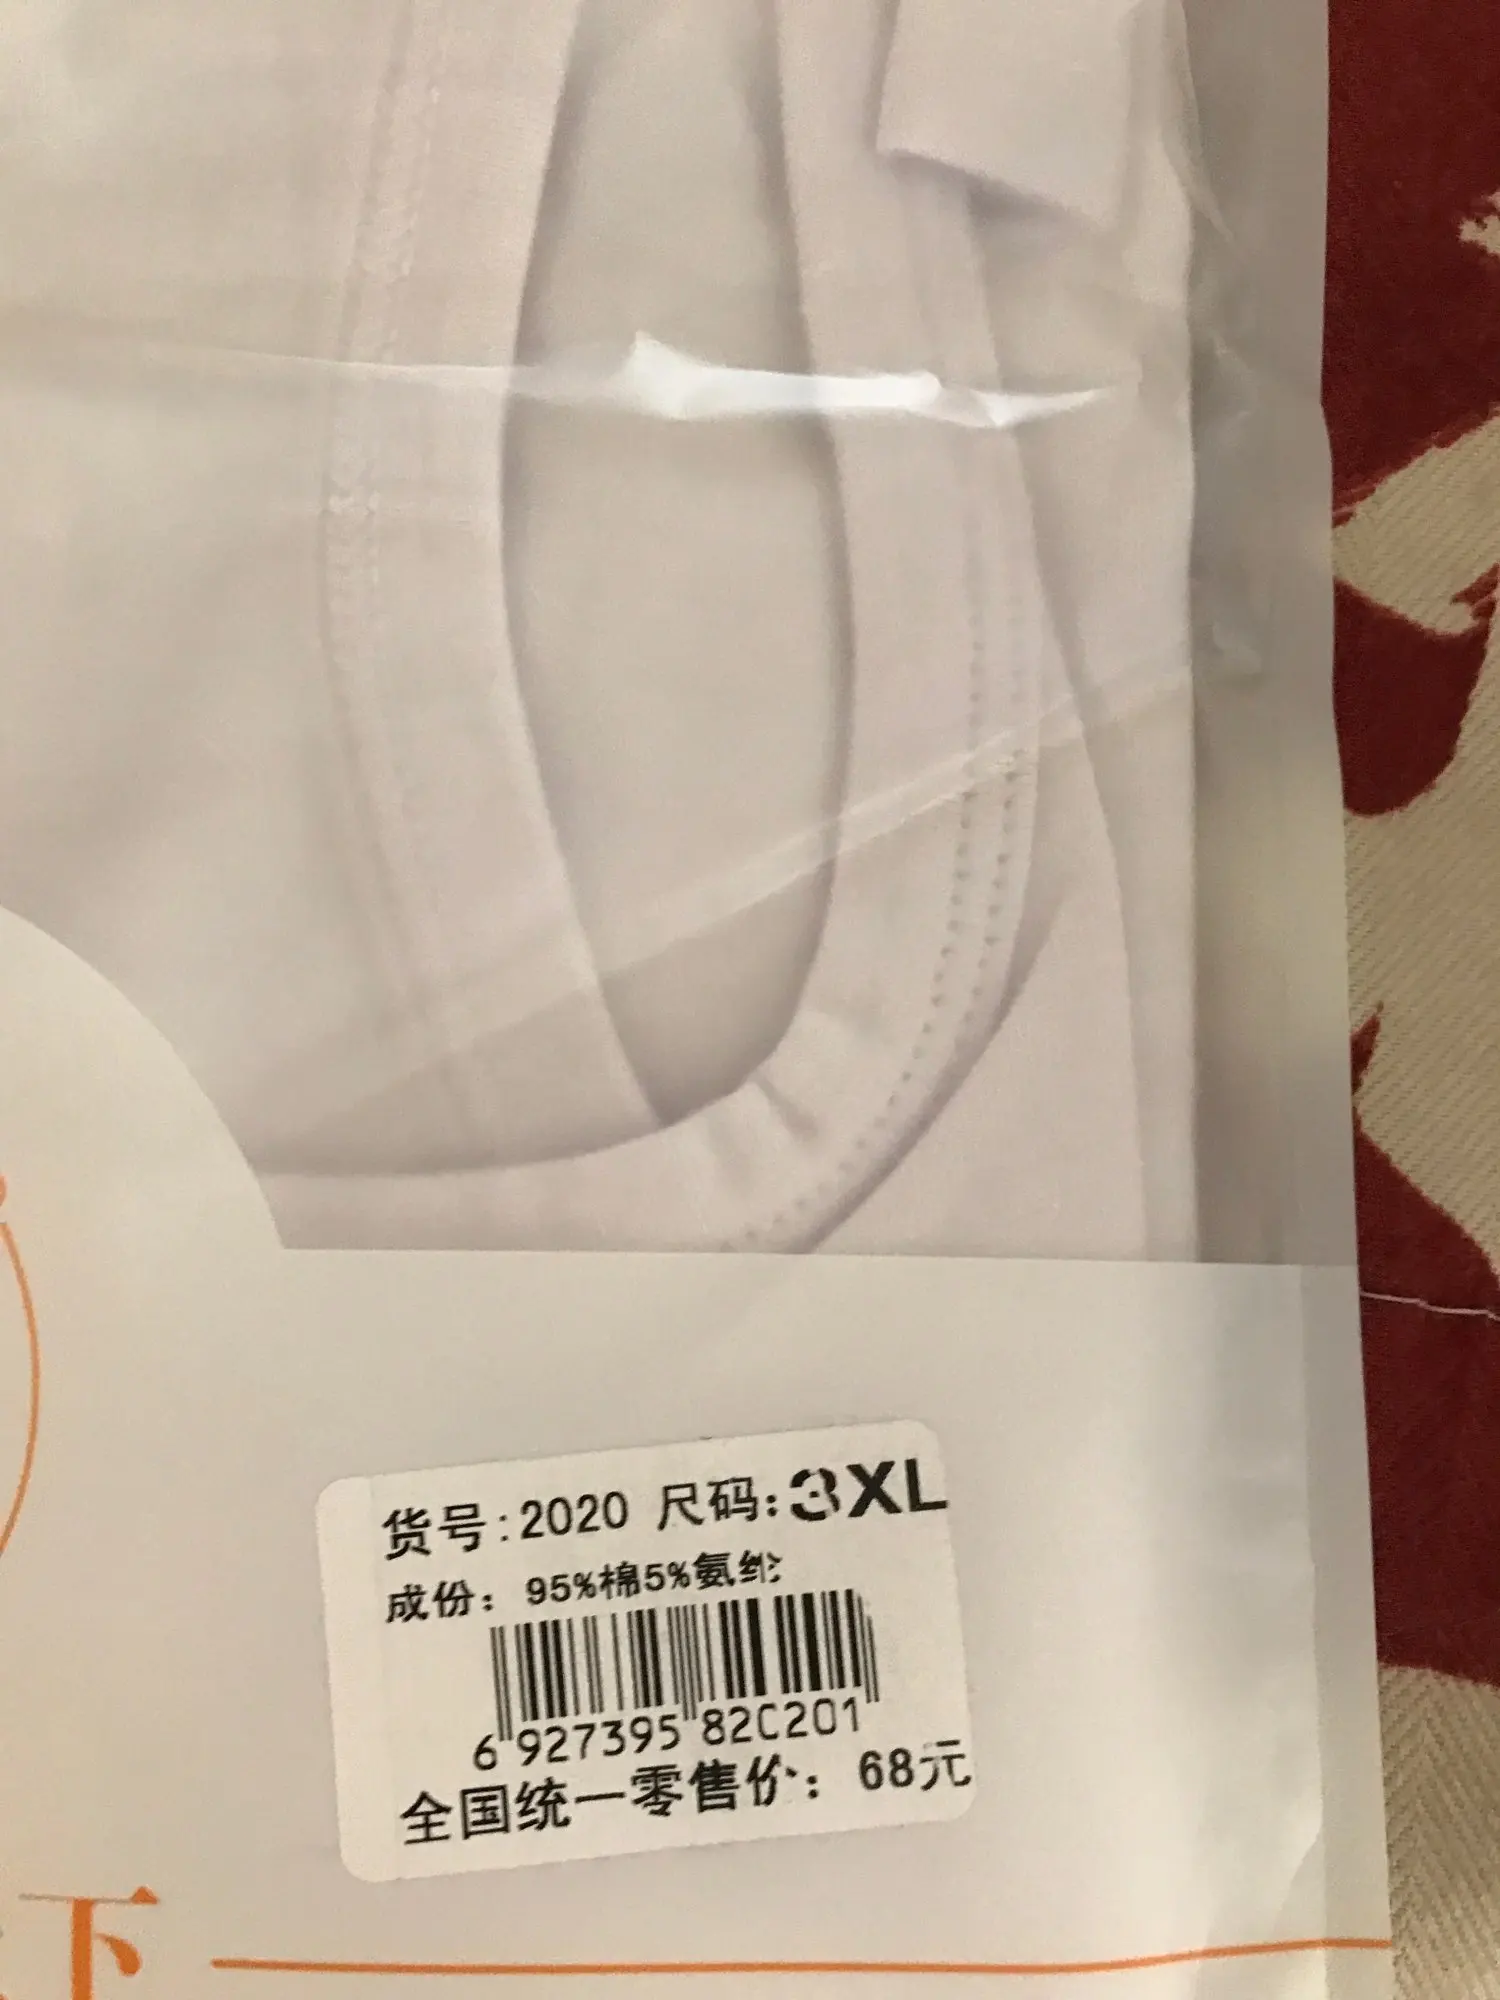 货号:2020 尺码:3XL
成份: 95%棉5%氨纶
6 927395 82C201
全国统一零售价: 68元
下